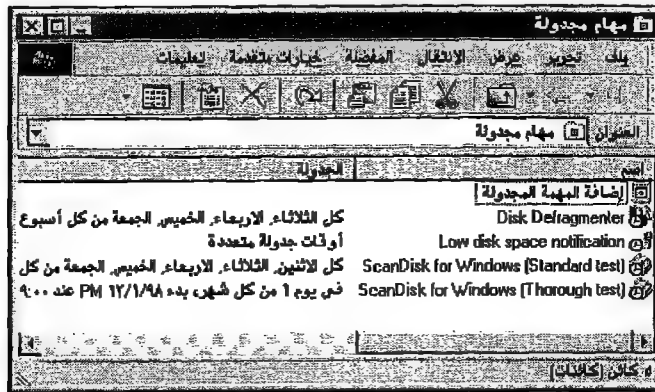 مهام مجدولة
ملف تحرير عرض الانتقال المفضلة خيارات متقدمة تعليمات
العنوان مهام مجدولة
اسم الجدولة
إضافة المهمة المجدولة
Disk Defragmenter كل الثلاثاء, الاربعاء, الخميس, الجمعة من كل أسبوع
Low disk space notification أوقات جدولة متعددة
ScanDisk for Windows (Standard test) كل الاثنين, الثلاثاء, الاربعاء, الخميس, الجمعة من كل
ScanDisk for Windows (Thorough test) في يوم 1 من كل شهر, بدء ١٢/١/٩٨ PM عند ٩:٠٠
كائن (كائنات)